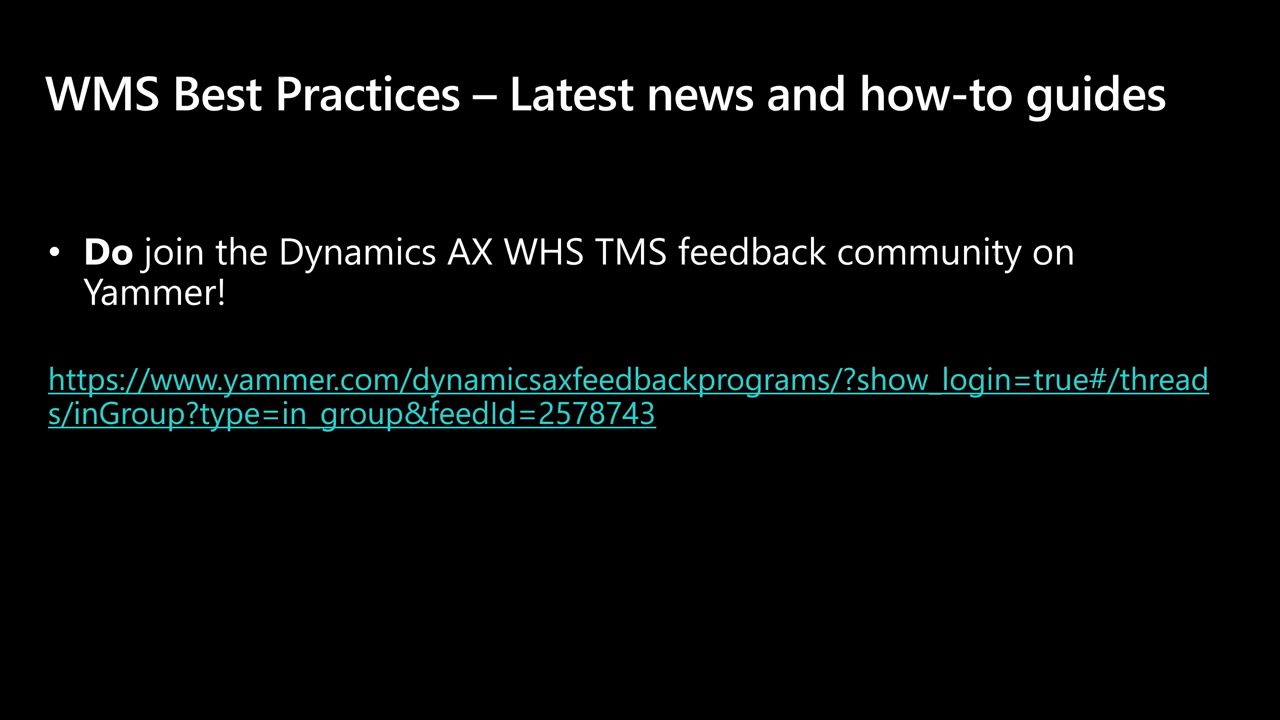 WMS Best Practices – Latest news and how-to guides
• Do join the Dynamics AX WHS TMS feedback community on
Yammer!
https://www.yammer.com/dynamicsaxfeedbackprograms/?show_login=true#/thread
s/inGroup?type=in_group&feedId=2578743